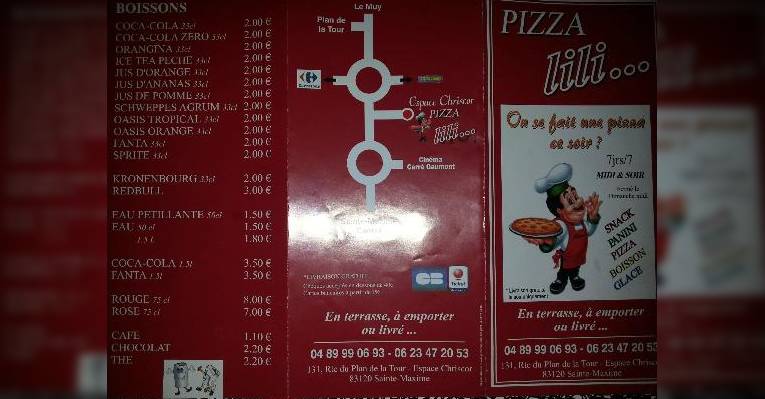 BOISSONS
COCA-COLA 33cl 2.00 €
COCA-COLA ZERO 33cl 2.00 €
ORANGINA 33cl 2.00 €
ICE TEA PECHE 33cl 2.00 €
JUS D'ORANGE 33cl 2.00 €
JUS D'ANANAS 33cl 2.00 €
JUS DE POMME 33cl 2.00 €
SCHWEPPES AGRUM 33cl 2.00 €
OASIS TROPICAL 33cl 2.00 €
OASIS ORANGE 33cl 2.00 €
FANTA 33cl 2.00 €
SPRITE 33cl 2.00 €
KRONENBOURG 33cl 2.00 €
REDBULL 3.00 €
EAU PETILLANTE 50cl 1.50 €
EAU 50 cl 1.50 €
1.5 L 1.80 €
COCA-COLA 1.5l 3.50 €
FANTA 1.5l 3.50 €
ROUGE 75 cl 8.00 €
ROSE 75 cl 7.00 €
CAFE 1.10 €
CHOCOLAT 2.20 €
THE 2.20 €
Le Muy
Plan de
la Tour
Espace Chriscor
PIZZA
Cinéma
Carré Gaumont
CB
Ticket
En terrasse, à emporter
ou livré ...
04 89 99 06 93 - 06 23 47 20 53
131, Rte du Plan de la Tour - Espace Chriscor
83120 Sainte-Maxime
PIZZA
lili...
On se fait une pizza
ce soir ?
7jrs/7
MIDI & SOIR
Fermé le
Dimanche midi
SNACK
PANINI
PIZZA
BOISSON
GLACE
En terrasse, à emporter
ou livré ...
04 89 99 06 93 - 06 23 47 20 53
131, Rte du Plan de la Tour - Espace Chriscor
83120 Sainte-Maxime